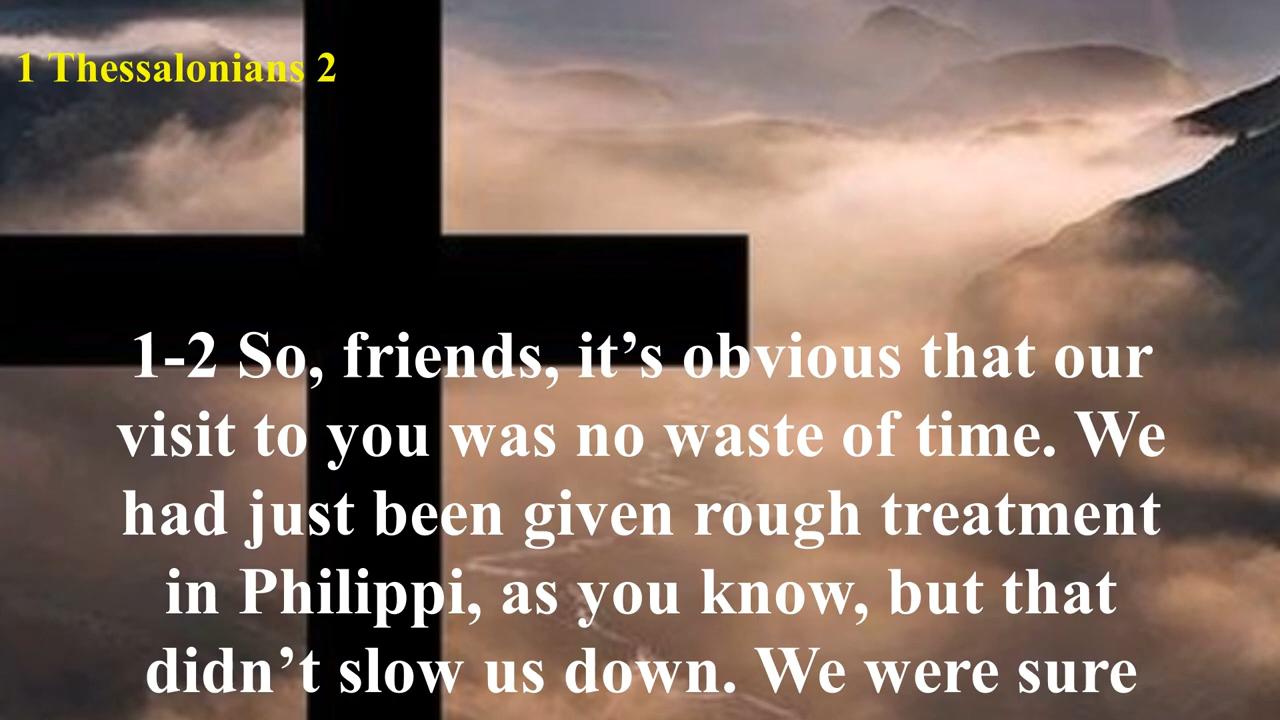 1 Thessalonians 2
1-2 So, friends, it’s obvious that our
visit to you was no waste of time. We
had just been given rough treatment
in Philippi, as you know, but that
didn’t slow us down. We were sure